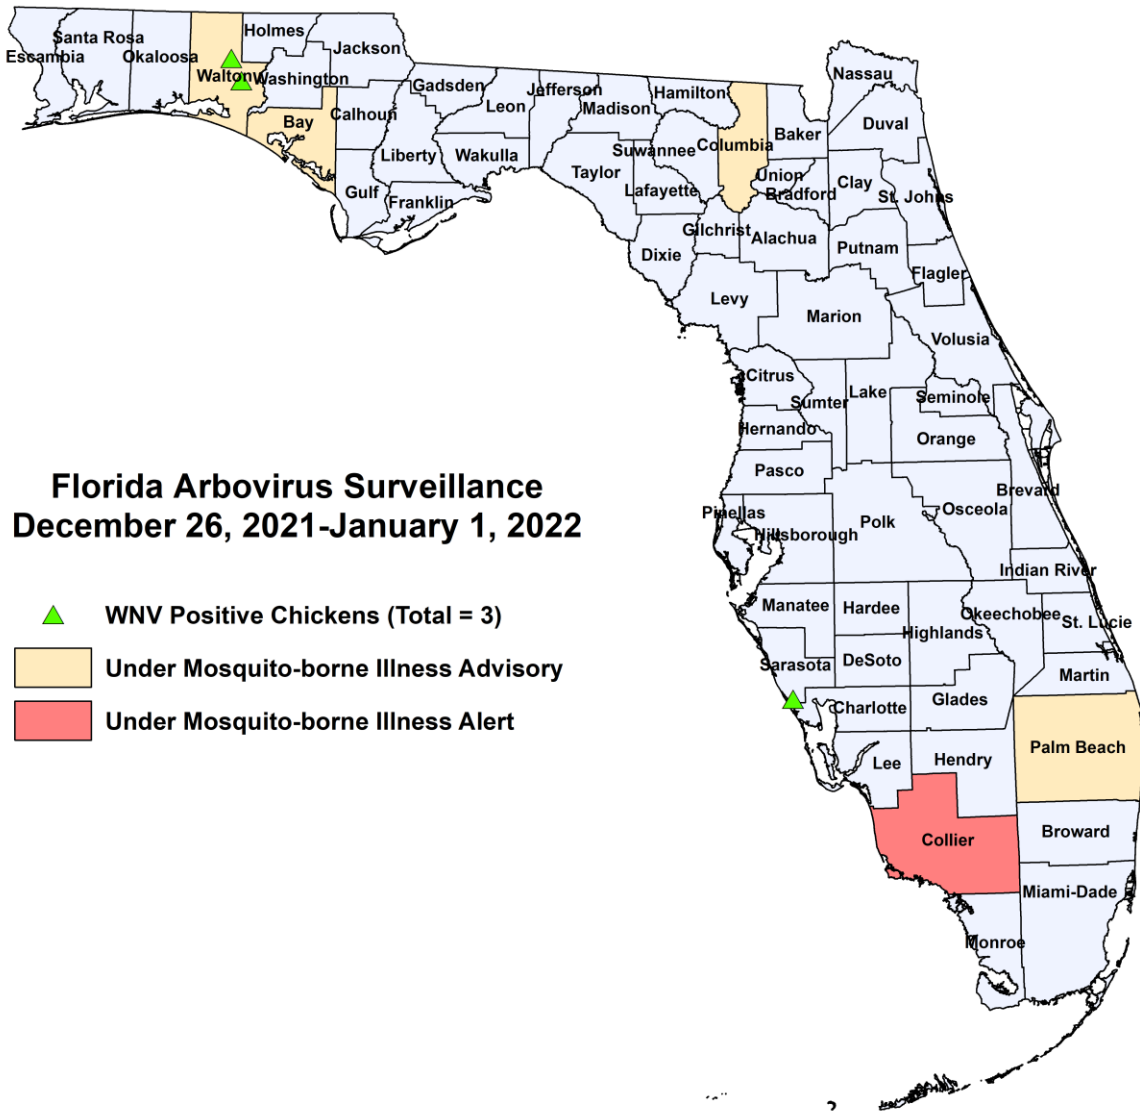 Holmes
Jackson
Santa Rosa
Escambia
Okaloosa
Walton
Washington
Gadsden
Jefferson
Hamilton
Nassau
Leon
Madison
Calhoun
Bay
Duval
Baker
Columbia
Suwannee
Liberty
Wakulla
Taylor
Union
Lafayette
Bradford
Clay
St. Johns
Gulf
Franklin
Gilchrist
Alachua
Putnam
Dixie
Flagler
Levy
Marion
Volusia
Citrus
Lake
Sumter
Seminole
Hernando
Orange
Pasco
Brevard
Osceola
Pinellas
Polk
Hillsborough
Indian River
Manatee
Hardee
Okeechobee
St. Lucie
Highlands
Sarasota
DeSoto
Martin
Charlotte
Glades
Palm Beach
Lee
Hendry
Collier
Broward
Miami-Dade
Monroe
Florida Arbovirus Surveillance
December 26, 2021-January 1, 2022
WNV Positive Chickens (Total = 3)
Under Mosquito-borne Illness Advisory
Under Mosquito-borne Illness Alert